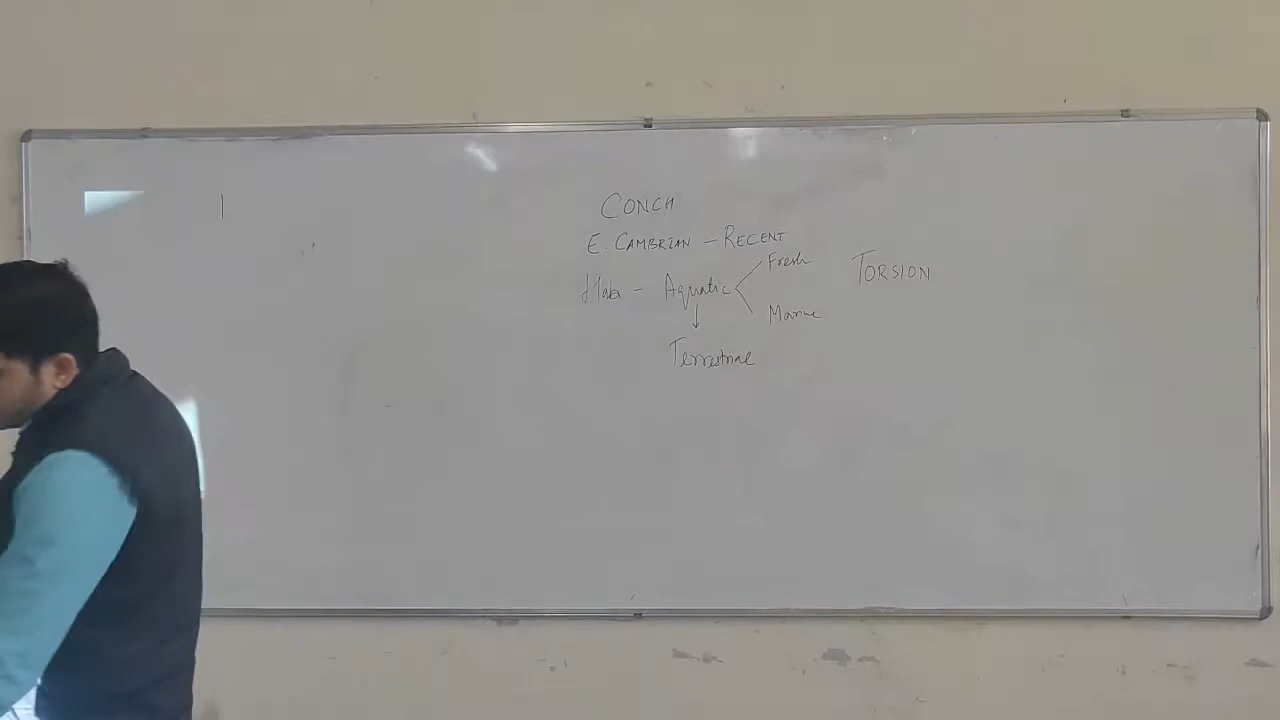 CONCH
E. CAMBRIAN - RECENT
Hab - Aquatic
Fresh
Marine
TORSION
Terrestrial